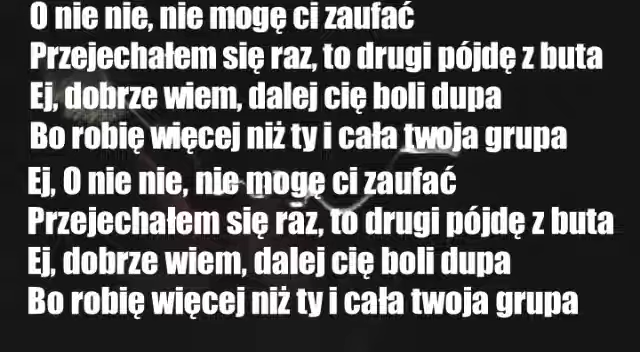 O nie nie, nie mogę ci zaufać
Przejechałem się raz, to drugi pójdę z buta
Ej, dobrze wiem, dalej cię boli dupa
Bo robię więcej niż ty i cała twoja grupa
Ej, O nie nie, nie mogę ci zaufać
Przejechałem się raz, to drugi pójdę z buta
Ej, dobrze wiem, dalej cię boli dupa
Bo robię więcej niż ty i cała twoja grupa